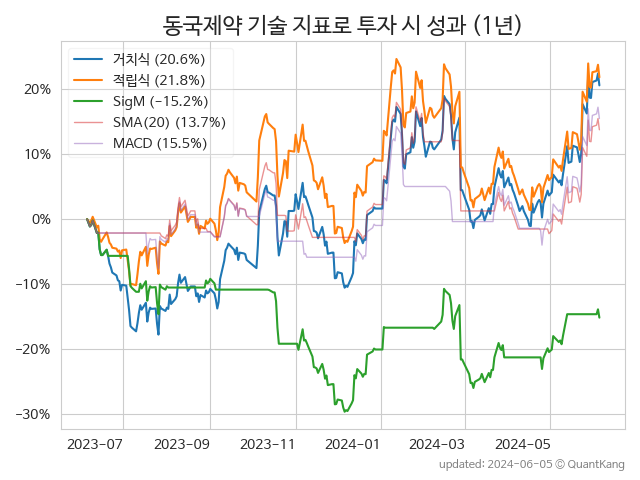 동국제약 기술 지표로 투자 시 성과 (1년)
거치식 (20.6%)
적립식 (21.8%)
SigM (−15.2%)
SMA(20) (13.7%)
MACD (15.5%)
20%
10%
0%
−10%
−20%
−30%
2023-07 2023-09 2023-11 2024-01 2024-03 2024-05
updated: 2024-06-05 ⓒ QuantKang